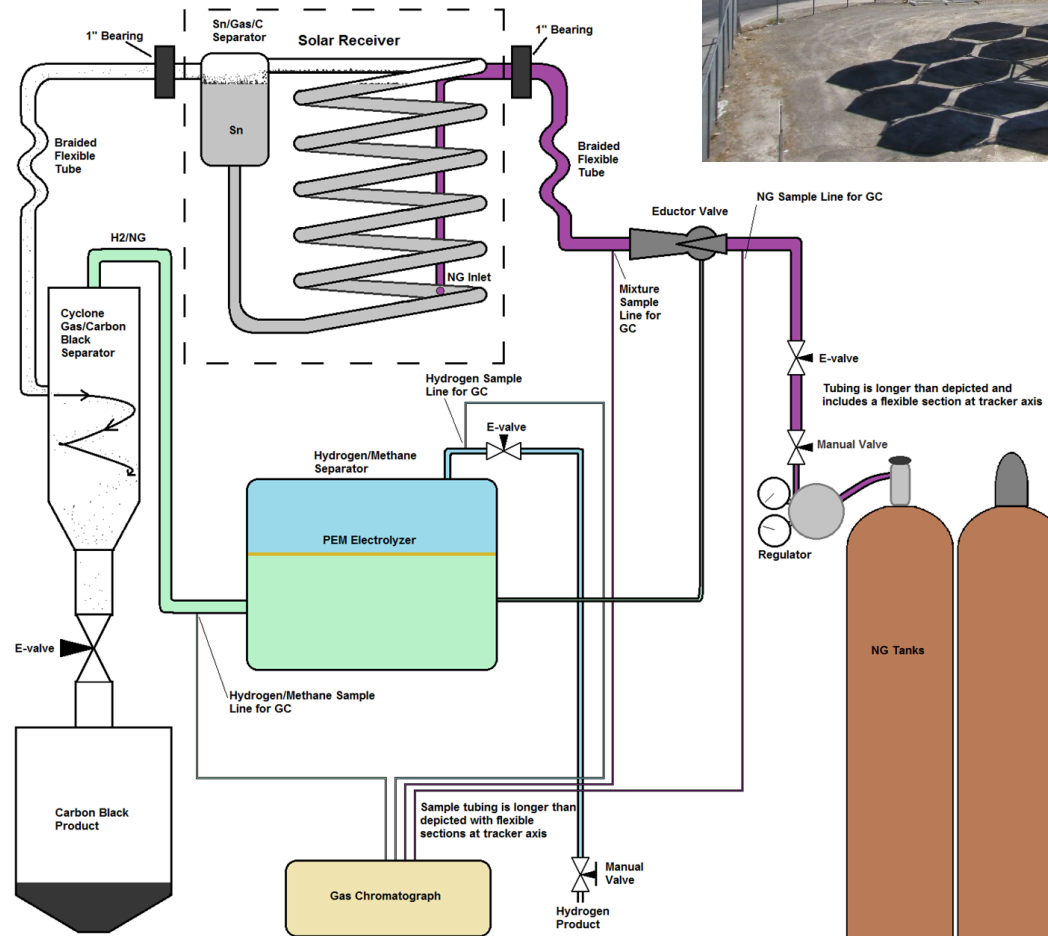 Sn/Gas/C
Separator
Solar Receiver
1" Bearing
1" Bearing
Sn
Braided
Flexible
Tube
Braided
Flexible
Tube
NG Sample Line for GC
Eductor Valve
H2/NG
NG Inlet
Mixture
Sample
Line for
GC
Cyclone
Gas/Carbon
Black
Separator
E-valve
Hydrogen Sample
Line for GC
Tubing is longer than depicted and
includes a flexible section at tracker axis
E-valve
Manual Valve
Hydrogen/Methane
Separator
PEM Electrolyzer
Regulator
E-valve
NG Tanks
Hydrogen/Methane Sample
Line for GC
Carbon Black
Product
Sample tubing is longer than
depicted with flexible
sections at tracker axis
Manual
Valve
Gas Chromatograph
Hydrogen
Product